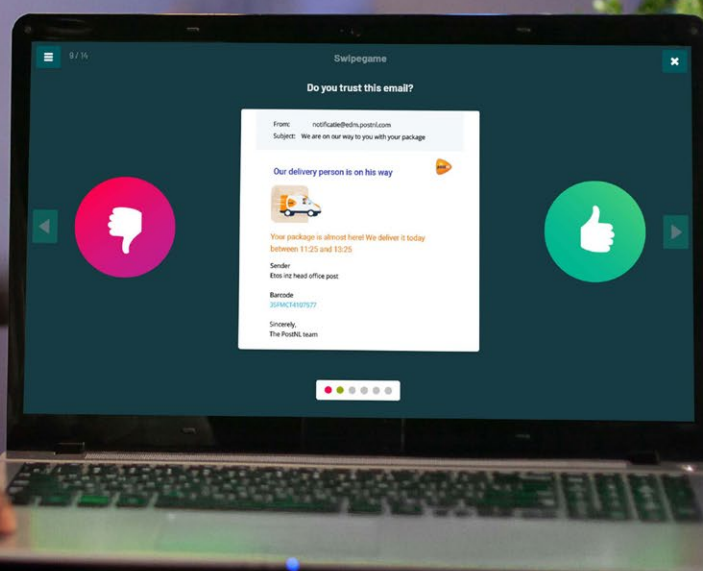 9 / 14
Swipegame
Do you trust this email?
From: notificatie@edm.postnl.com
Subject: We are on our way to you with your package
Our delivery person is on his way
Your package is almost here! We deliver it today
between 11:25 and 13:25
Sender
Etos inz head office post
Barcode
3SFMCT4107977
Sincerely,
The PostNL team